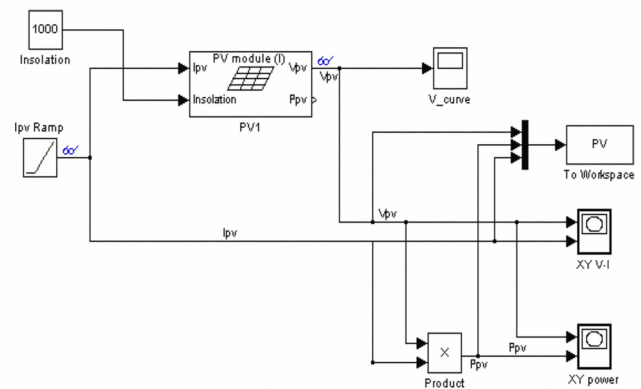 1000
Insolation
PV module (I)
Ipv
Vpv
Vpv
Insolation
Ppv
PV1
V_curve
Ipv Ramp
PV
To Workspace
Vpv
Ipv
XY V-I
X
Product
Ppv
Ppv
XY power